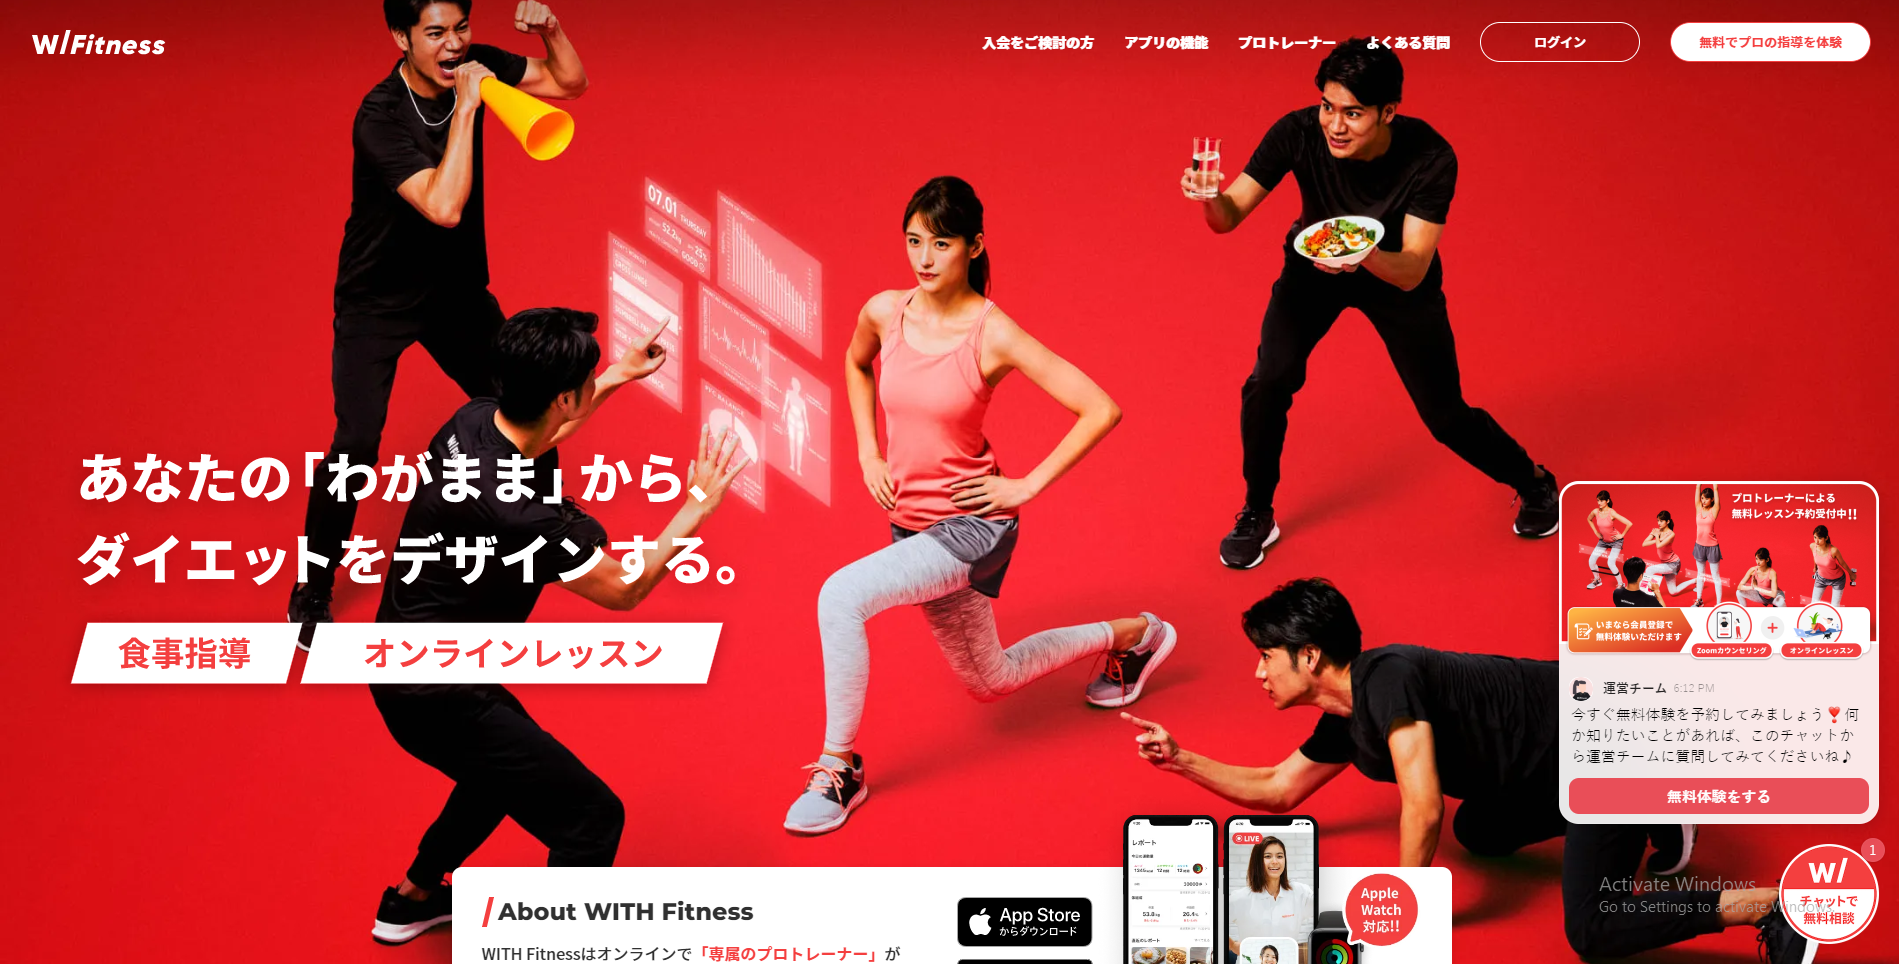 W/Fitness
入会をご検討の方
アプリの機能
プロトレーナー
よくある質問
ログイン
無料でプロの指導を体験
07.01 THURSDAY
52.2kg
25%
GOOD
PFC BALANCE
あなたの「わがまま」から、
ダイエットをデザインする。
食事指導
オンラインレッスン
プロトレーナーによる
無料レッスン予約受付中!!
いまなら会員登録で
無料体験いただけます
Zoomカウンセリング
+
オンラインレッスン
運営チーム 6:12 PM
今すぐ無料体験を予約してみましょう❣️何
か知りたいことがあれば、このチャットか
ら運営チームに質問してみてくださいね♪
無料体験をする
1
W/
チャットで
無料相談
Activate Windows
Go to Settings to activate Windows.
About WITH Fitness
WITH Fitnessはオンラインで「専属のプロトレーナー」が
App Store
からダウンロード
レポート
53.8kg
26.4%
LIVE
Apple
Watch
対応!!